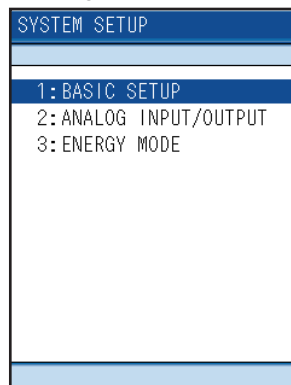 SYSTEM SETUP
1:BASIC SETUP
2:ANALOG INPUT/OUTPUT
3:ENERGY MODE